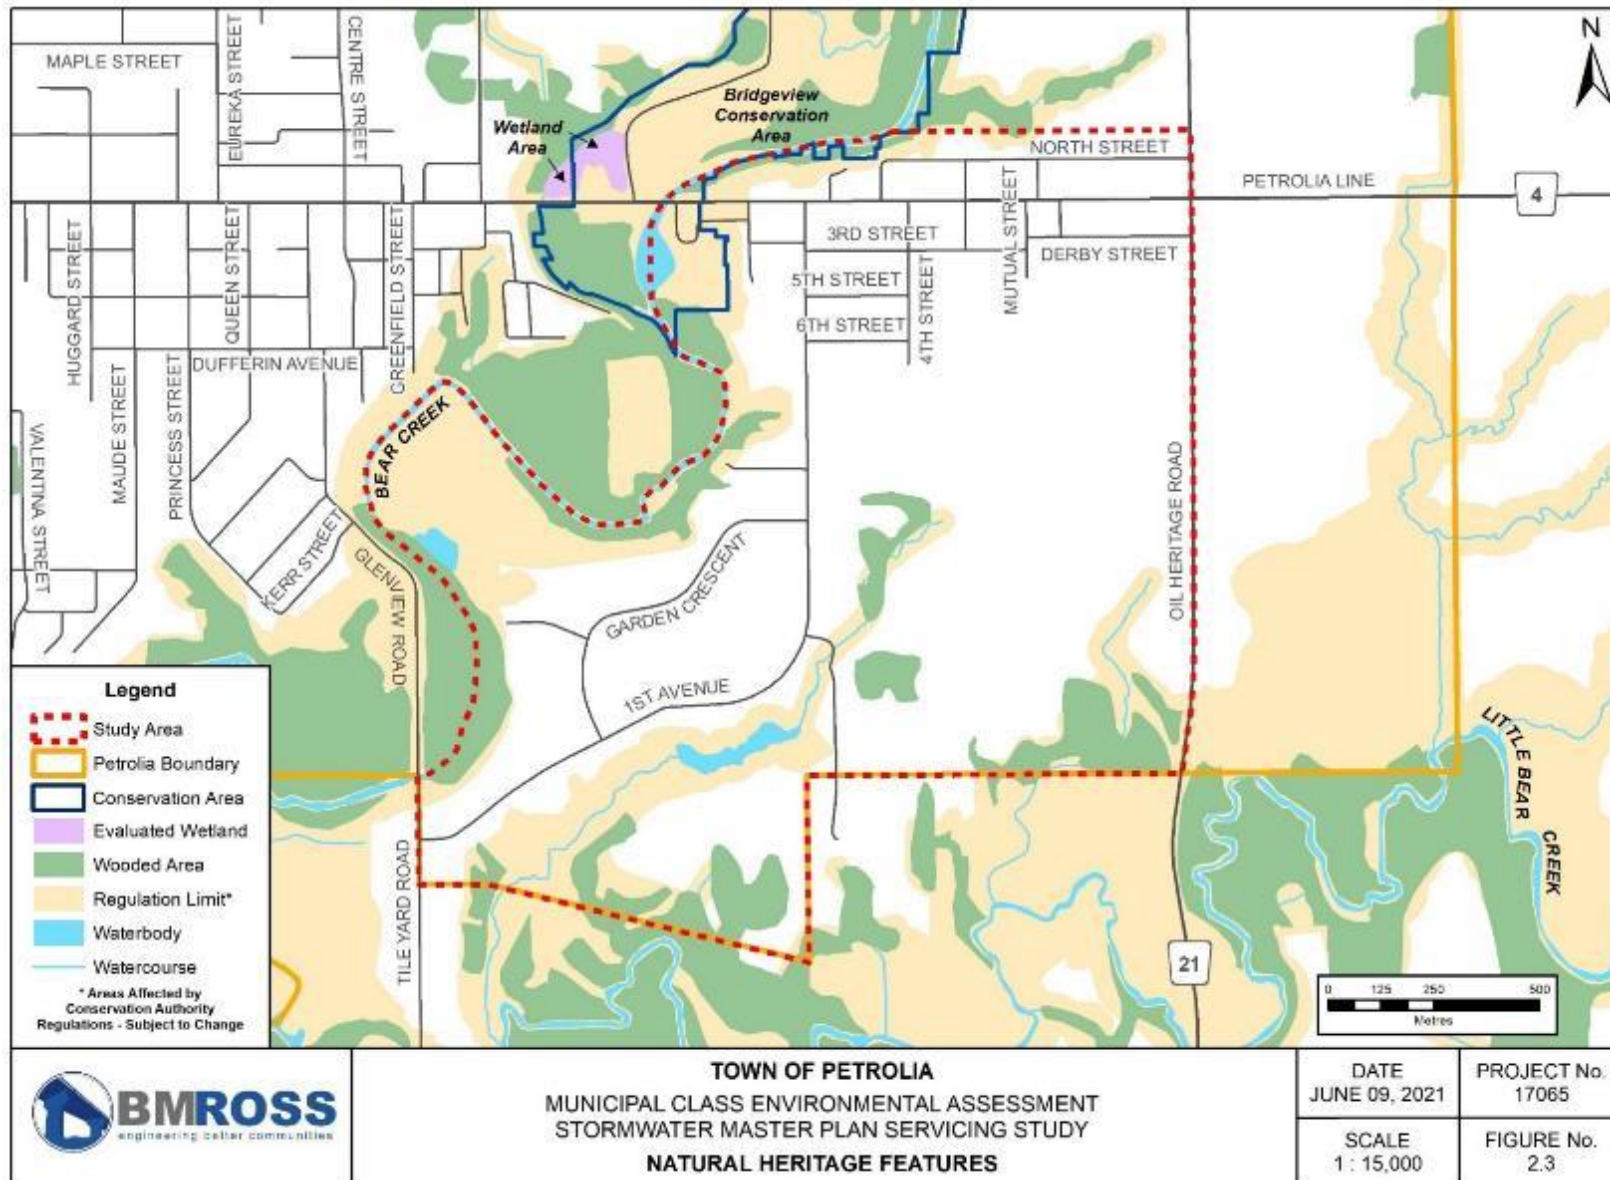 N
MAPLE STREET
EUREKA STREET
CENTRE STREET
Wetland
Area
Bridgeview
Conservation
Area
NORTH STREET
PETROLIA LINE
4
HUGGARD STREET
QUEEN STREET
GREENFIELD STREET
3RD STREET
MUTUAL STREET
DERBY STREET
5TH STREET
4TH STREET
6TH STREET
DUFFERIN AVENUE
VALENTINA STREET
MAUDE STREET
PRINCESS STREET
BEAR CREEK
KERR STREET
GLENVIEW ROAD
GARDEN CRESCENT
1ST AVENUE
OIL HERITAGE ROAD
LITTLE BEAR
CREEK
TILE YARD ROAD
21
Legend
Study Area
Petrolia Boundary
Conservation Area
Evaluated Wetland
Wooded Area
Regulation Limit*
Waterbody
Watercourse
* Areas Affected by
Conservation Authority
Regulations - Subject to Change
0 125 250 500
Metres
BMROSS
engineering better communities
TOWN OF PETROLIA
MUNICIPAL CLASS ENVIRONMENTAL ASSESSMENT
STORMWATER MASTER PLAN SERVICING STUDY
NATURAL HERITAGE FEATURES
DATE
JUNE 09, 2021
PROJECT No.
17065
SCALE
1 : 15,000
FIGURE No.
2.3